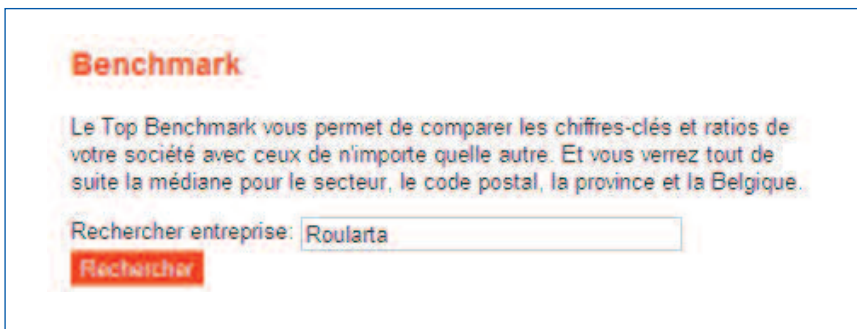 Benchmark
Le Top Benchmark vous permet de comparer les chiffres-clés et ratios de
votre société avec ceux de n'importe quelle autre. Et vous verrez tout de
suite la médiane pour le secteur, le code postal, la province et la Belgique.
Rechercher entreprise: Roularta
Rechercher